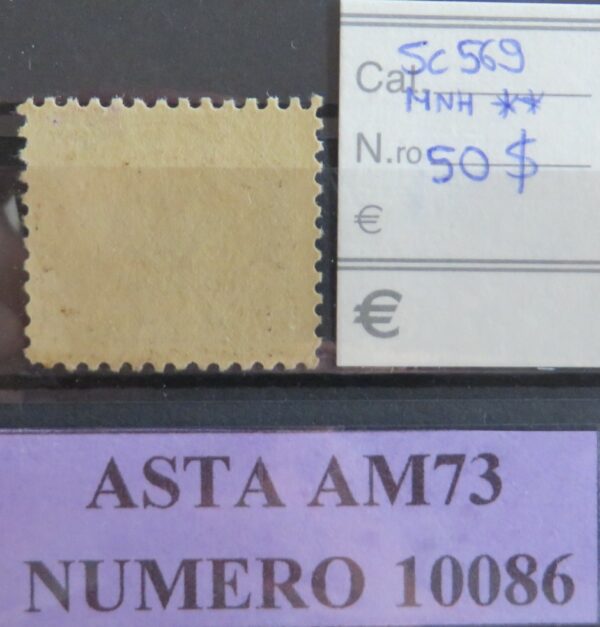 Cat. SC 569
MNH **
N.ro 50 $
€
€
ASTA AM73
NUMERO 10086